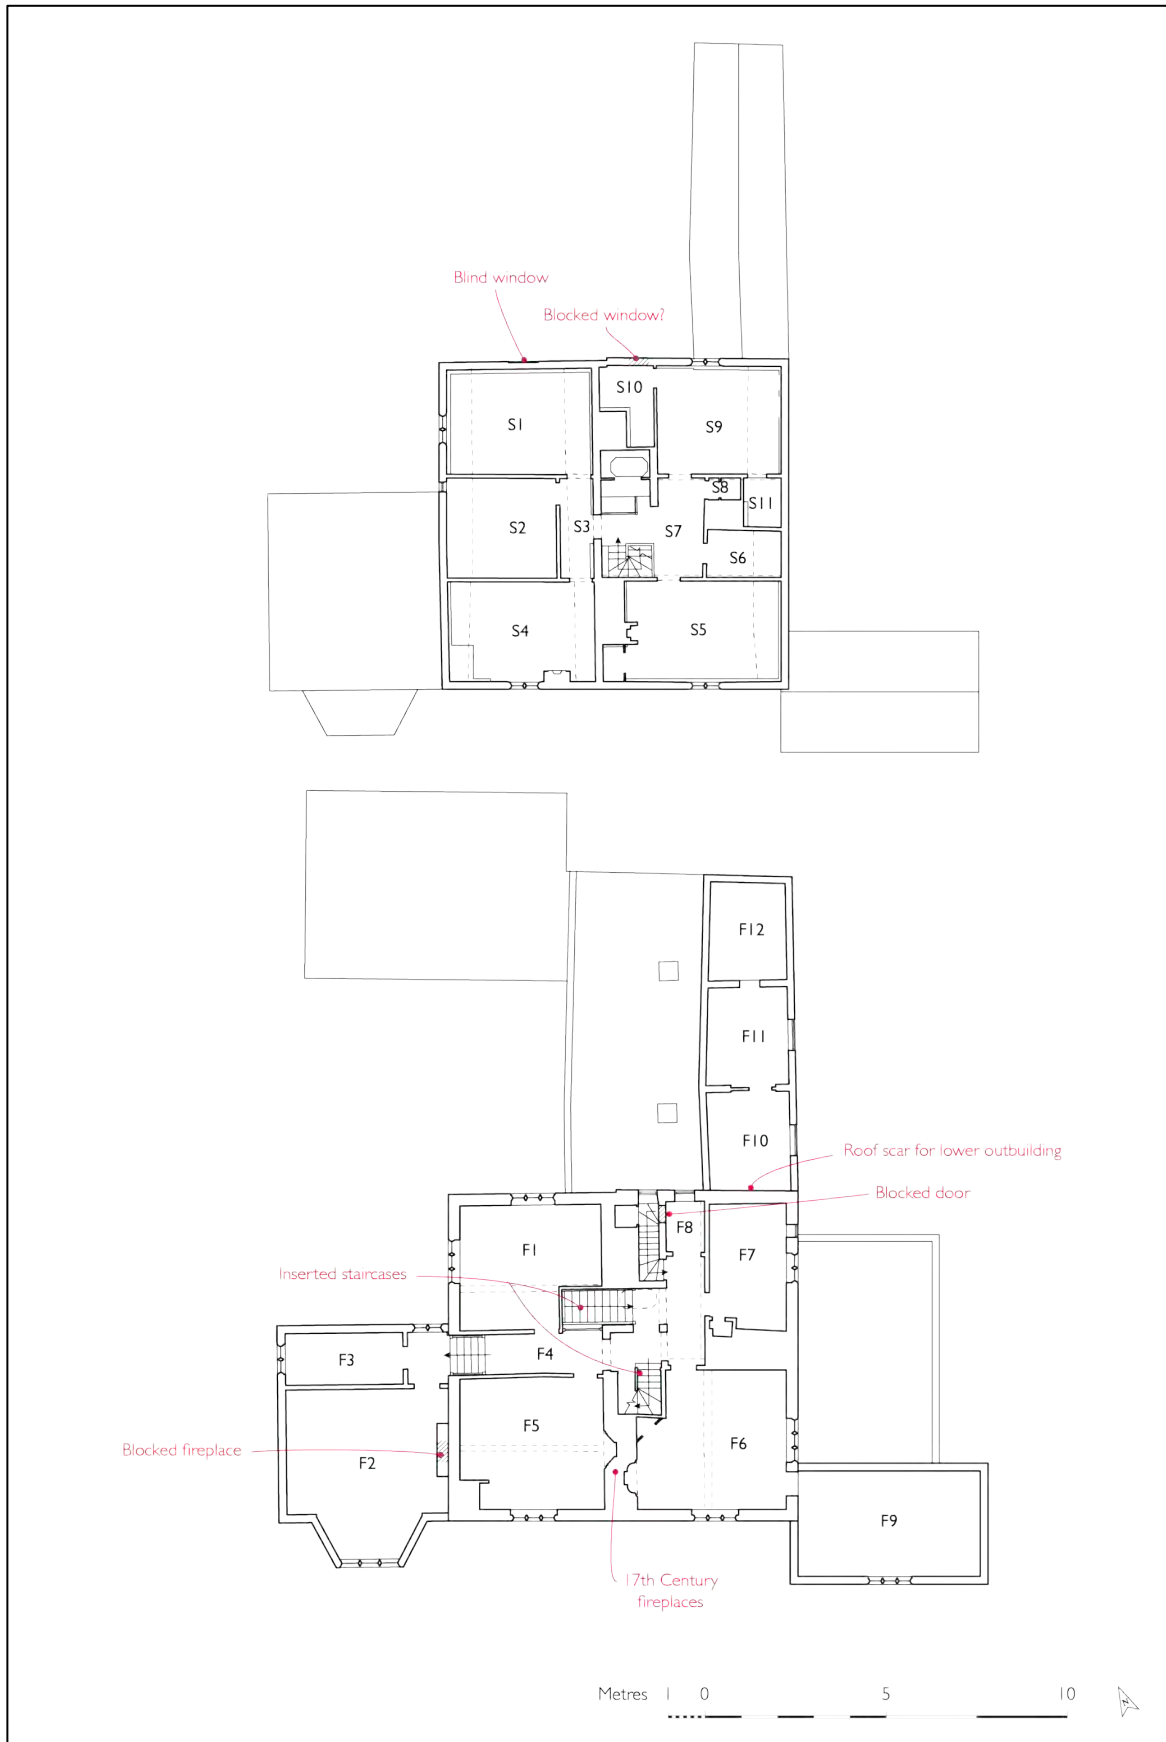 Blind window
Blocked window?
S10
S1
S9
S8
S11
S2
S3
S7
S6
S4
S5
F12
F11
F10
Roof scar for lower outbuilding
Blocked door
F8
F1
F7
Inserted staircases
F3
F4
F5
F6
Blocked fireplace
F2
F9
17th Century
fireplaces
Metres 1 0 5 10
N